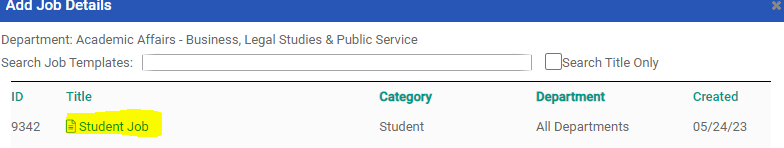 Add Job Details
Department: Academic Affairs - Business, Legal Studies & Public Service
Search Job Templates: Search Title Only
ID Title Category Department Created
9342 Student Job Student All Departments 05/24/23